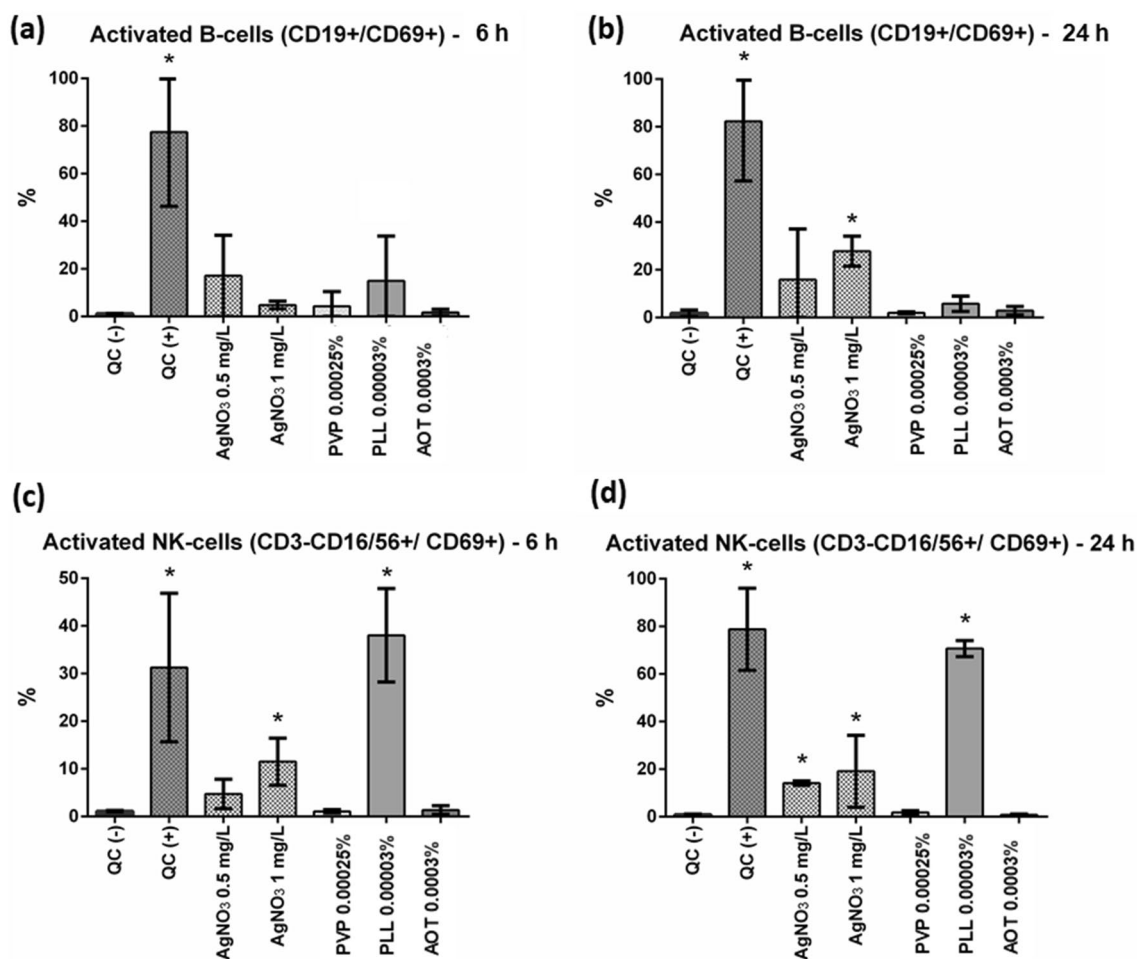 (a)
Activated B-cells (CD19+/CD69+) - 6 h
*
100
80
60
40
20
0
%
QC (-)
QC (+)
AgNO₃ 0.5 mg/L
AgNO₃ 1 mg/L
PVP 0.00025%
PLL 0.00003%
AOT 0.0003%
(b)
Activated B-cells (CD19+/CD69+) - 24 h
*
*
100
80
60
40
20
0
%
QC (-)
QC (+)
AgNO₃ 0.5 mg/L
AgNO₃ 1 mg/L
PVP 0.00025%
PLL 0.00003%
AOT 0.0003%
(c)
Activated NK-cells (CD3-CD16/56+/ CD69+) - 6 h
*
*
*
50
40
30
20
10
0
%
QC (-)
QC (+)
AgNO₃ 0.5 mg/L
AgNO₃ 1 mg/L
PVP 0.00025%
PLL 0.00003%
AOT 0.0003%
(d)
Activated NK-cells (CD3-CD16/56+/ CD69+) - 24 h
*
*
*
*
100
80
60
40
20
0
%
QC (-)
QC (+)
AgNO₃ 0.5 mg/L
AgNO₃ 1 mg/L
PVP 0.00025%
PLL 0.00003%
AOT 0.0003%